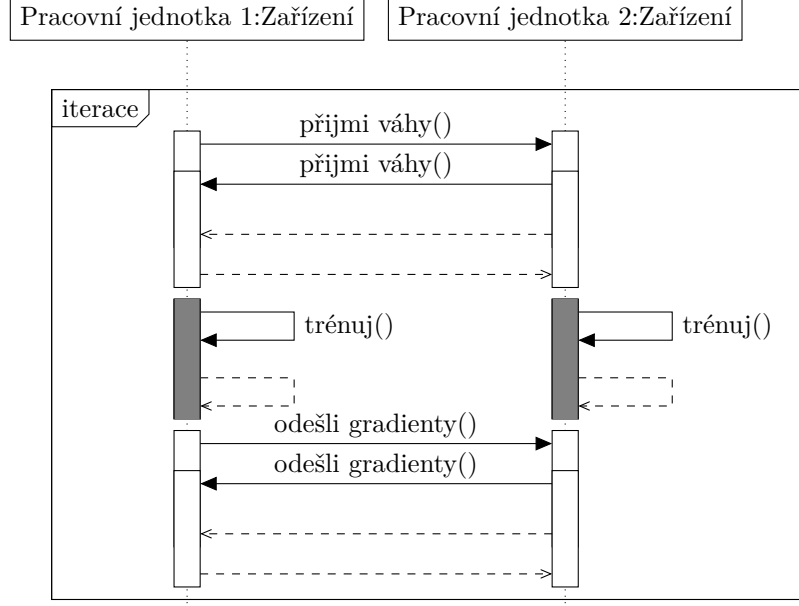 Pracovní jednotka 1:Zařízení
Pracovní jednotka 2:Zařízení
iterace
přijmi váhy()
přijmi váhy()
trénuj()
trénuj()
odešli gradienty()
odešli gradienty()